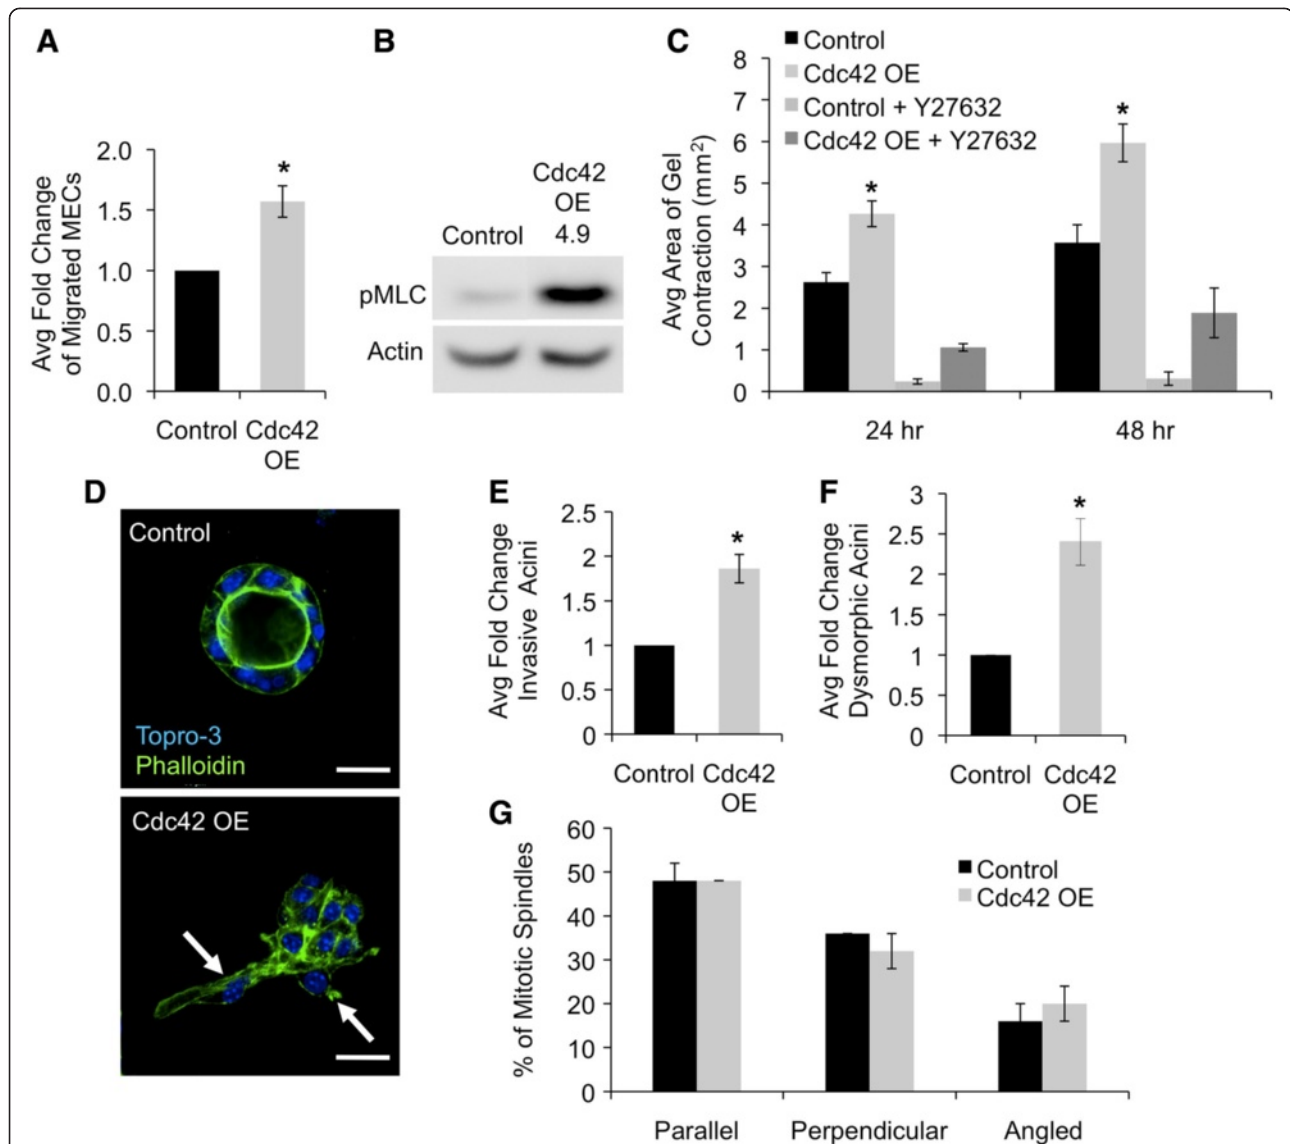 A
Avg Fold Change
of Migrated MECs
2.0
1.5
1.0
0.5
0.0
*
Control Cdc42
OE
B
Cdc42
OE
Control 4.9
pMLC
Actin
C
Control
Cdc42 OE
Control + Y27632
Cdc42 OE + Y27632
Avg Area of Gel
Contraction (mm²)
8
7
6
5
4
3
2
1
0
*
*
24 hr
48 hr
D
Control
Topro-3
Phalloidin
Cdc42 OE
E
Avg Fold Change
Invasive Acini
2.5
2
1.5
1
0.5
0
*
Control Cdc42
OE
F
Avg Fold Change
Dysmorphic Acini
3
2.5
2
1.5
1
0.5
0
*
Control Cdc42
OE
G
% of Mitotic Spindles
60
50
40
30
20
10
0
Control
Cdc42 OE
Parallel
Perpendicular
Angled